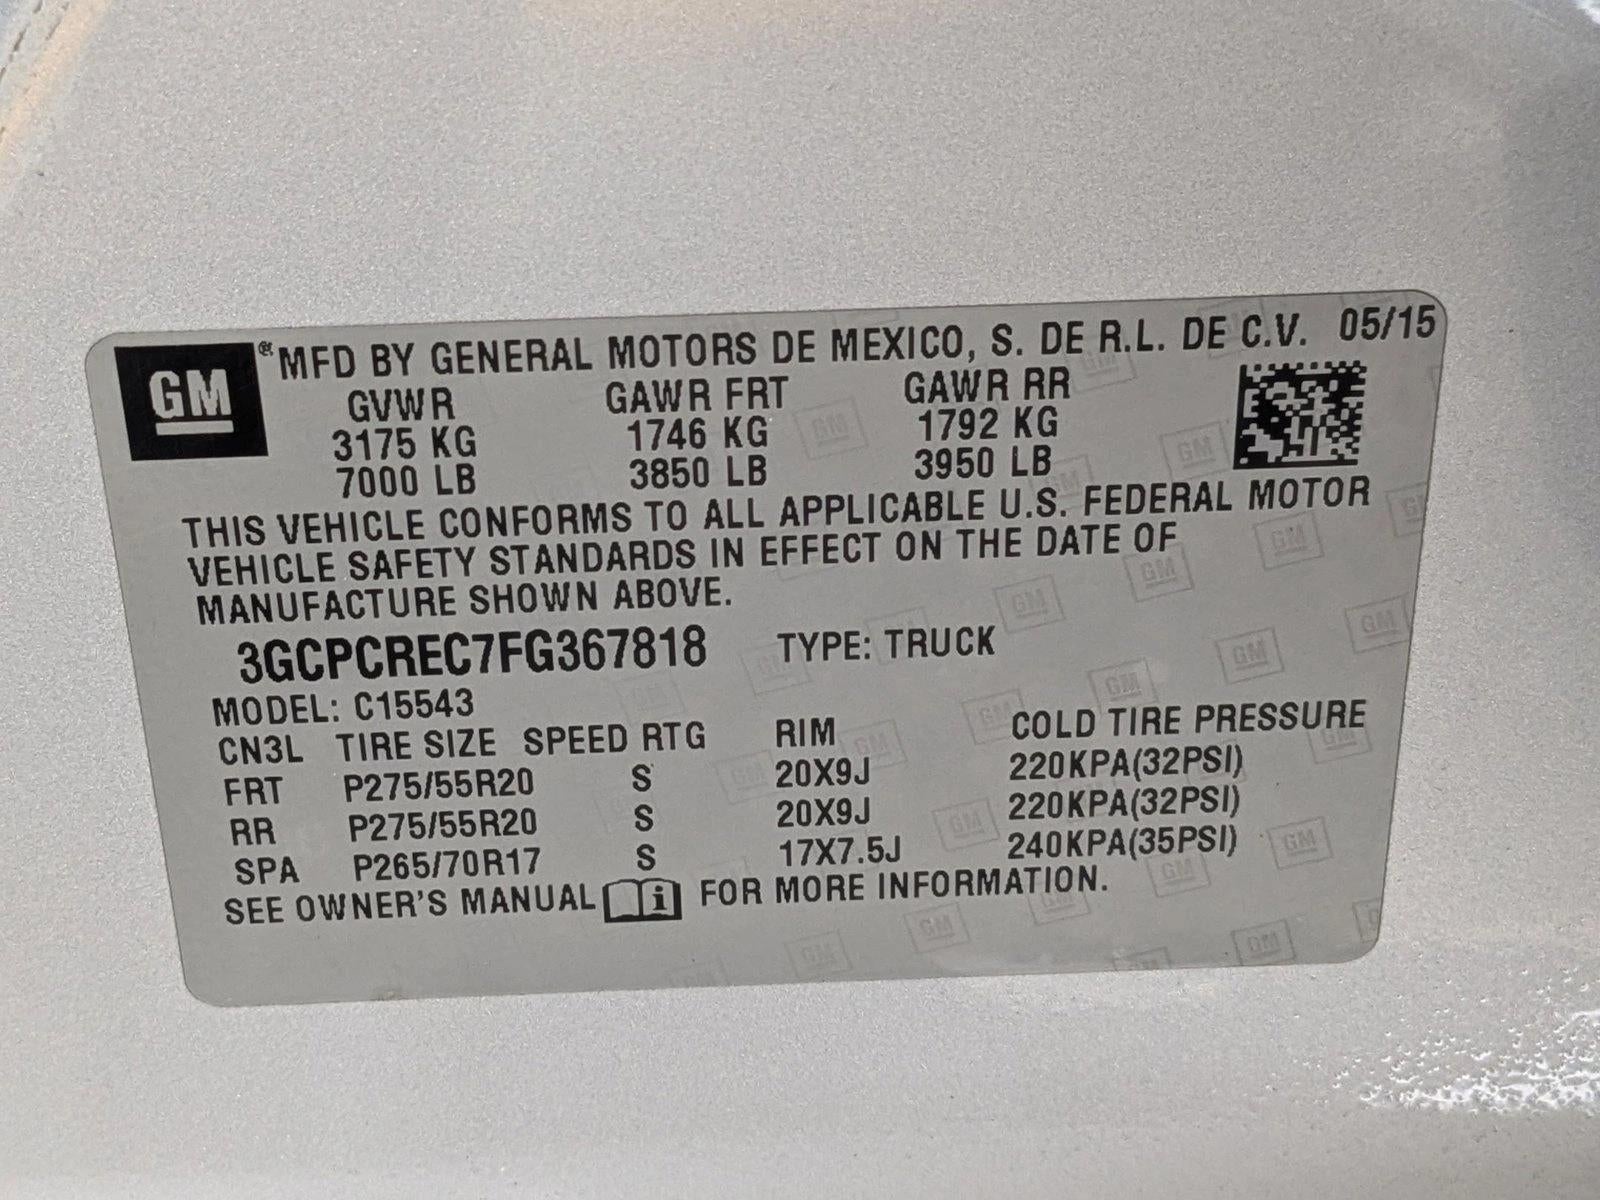 GM ® MFD BY GENERAL MOTORS DE MEXICO, S. DE R.L. DE C.V. 05/15
GVWR GAWR FRT GAWR RR
3175 KG 1746 KG 1792 KG
7000 LB 3850 LB 3950 LB
THIS VEHICLE CONFORMS TO ALL APPLICABLE U.S. FEDERAL MOTOR
VEHICLE SAFETY STANDARDS IN EFFECT ON THE DATE OF
MANUFACTURE SHOWN ABOVE.
3GCPCREC7FG367818 TYPE: TRUCK
MODEL: C15543
CN3L TIRE SIZE SPEED RTG RIM COLD TIRE PRESSURE
FRT P275/55R20 S 20X9J 220KPA(32PSI)
RR P275/55R20 S 20X9J 220KPA(32PSI)
SPA P265/70R17 S 17X7.5J 240KPA(35PSI)
SEE OWNER'S MANUAL i FOR MORE INFORMATION.